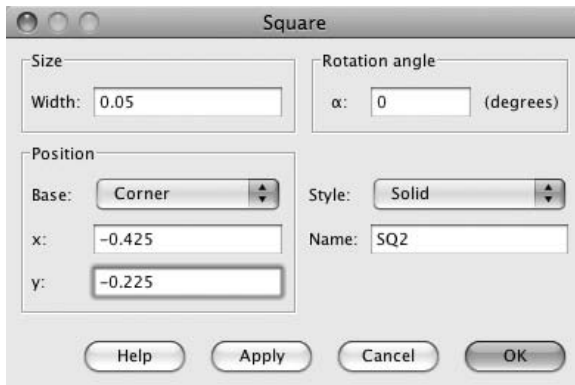 Square
Size
Width: 0.05
Rotation angle
α: 0 (degrees)
Position
Base: Corner
x: -0.425
y: -0.225
Style: Solid
Name: SQ2
Help Apply Cancel OK